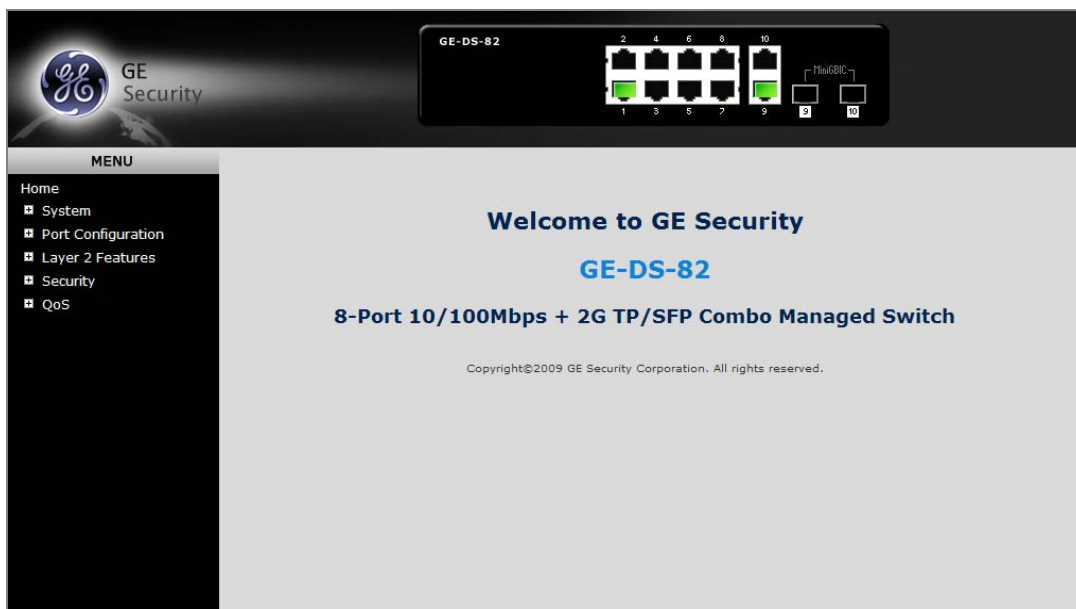 GE-DS-82
2 4 6 8 10
MiniGBIC
1 3 5 7 9 9 10
GE
Security
MENU
Home
System
Port Configuration
Layer 2 Features
Security
QoS
Welcome to GE Security
GE-DS-82
8-Port 10/100Mbps + 2G TP/SFP Combo Managed Switch
Copyright©2009 GE Security Corporation. All rights reserved.